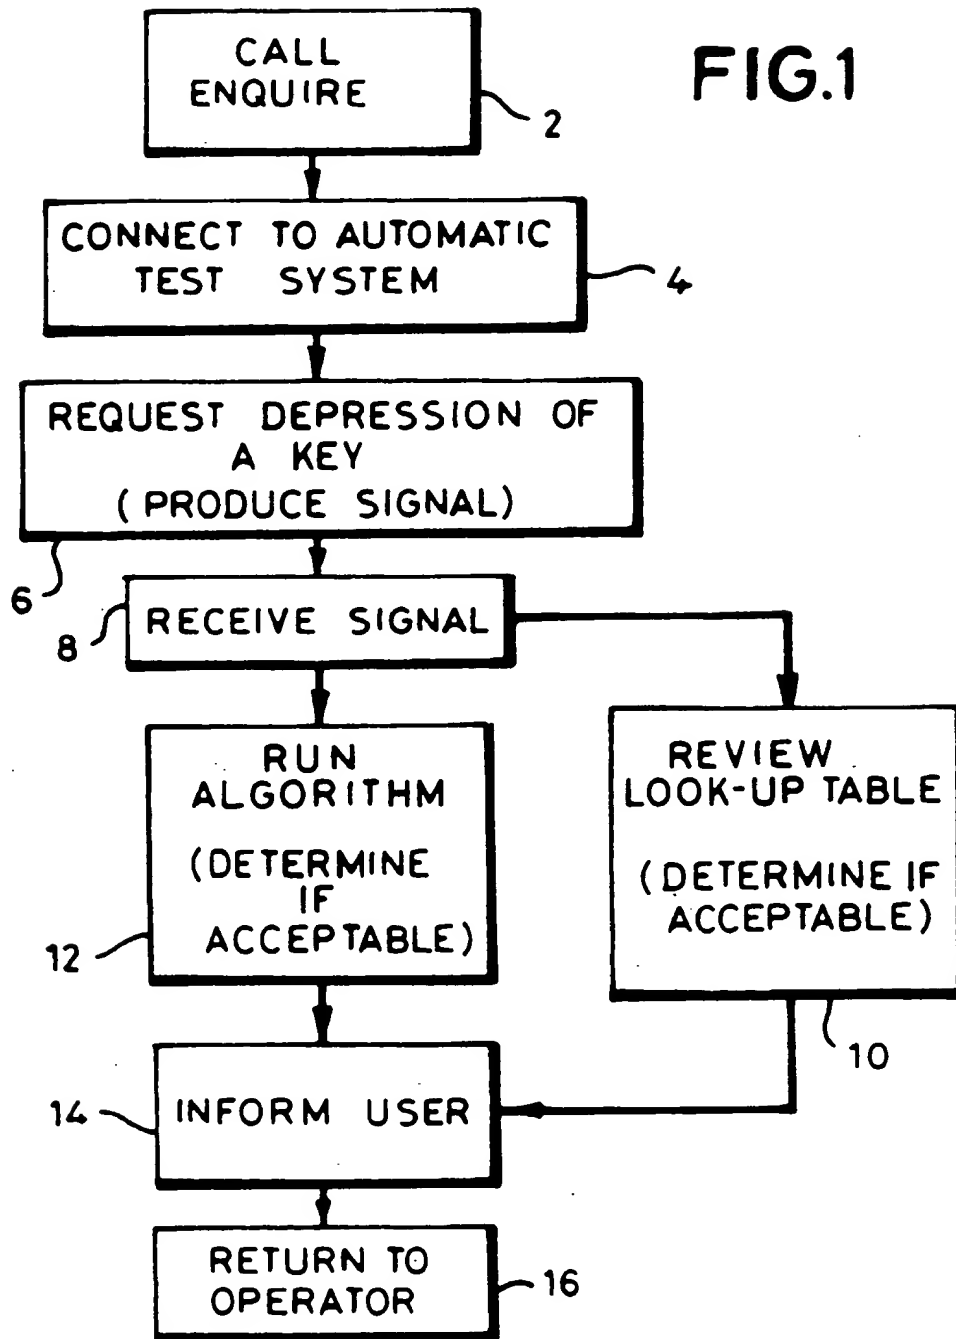 FIG.1
CALL
ENQUIRE
2
CONNECT TO AUTOMATIC
TEST SYSTEM
4
REQUEST DEPRESSION OF
A KEY
(PRODUCE SIGNAL)
6
RECEIVE SIGNAL
8
RUN
ALGORITHM
(DETERMINE
IF
ACCEPTABLE)
12
REVIEW
LOOK-UP TABLE
(DETERMINE IF
ACCEPTABLE)
10
INFORM USER
14
RETURN TO
OPERATOR
16